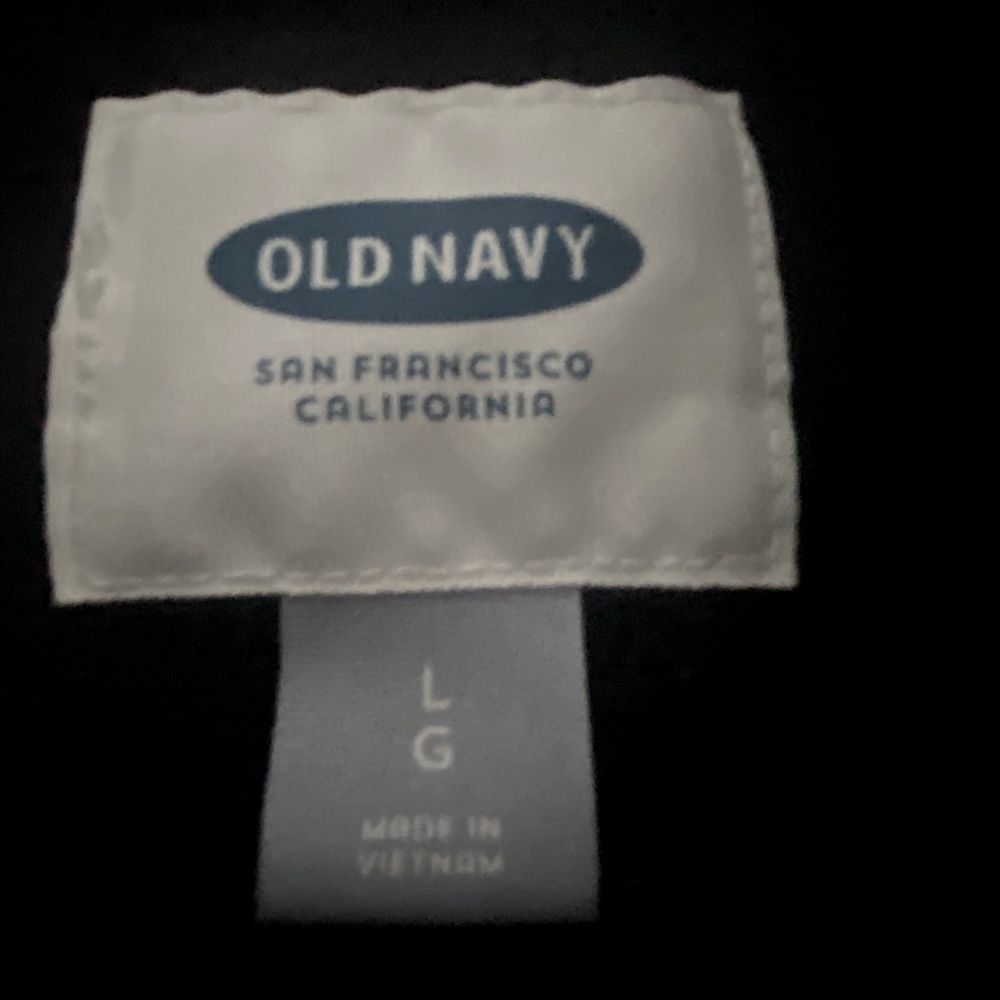 OLD NAVY
SAN FRANCISCO
CALIFORNIA
L
G
MADE IN
VIETNAM